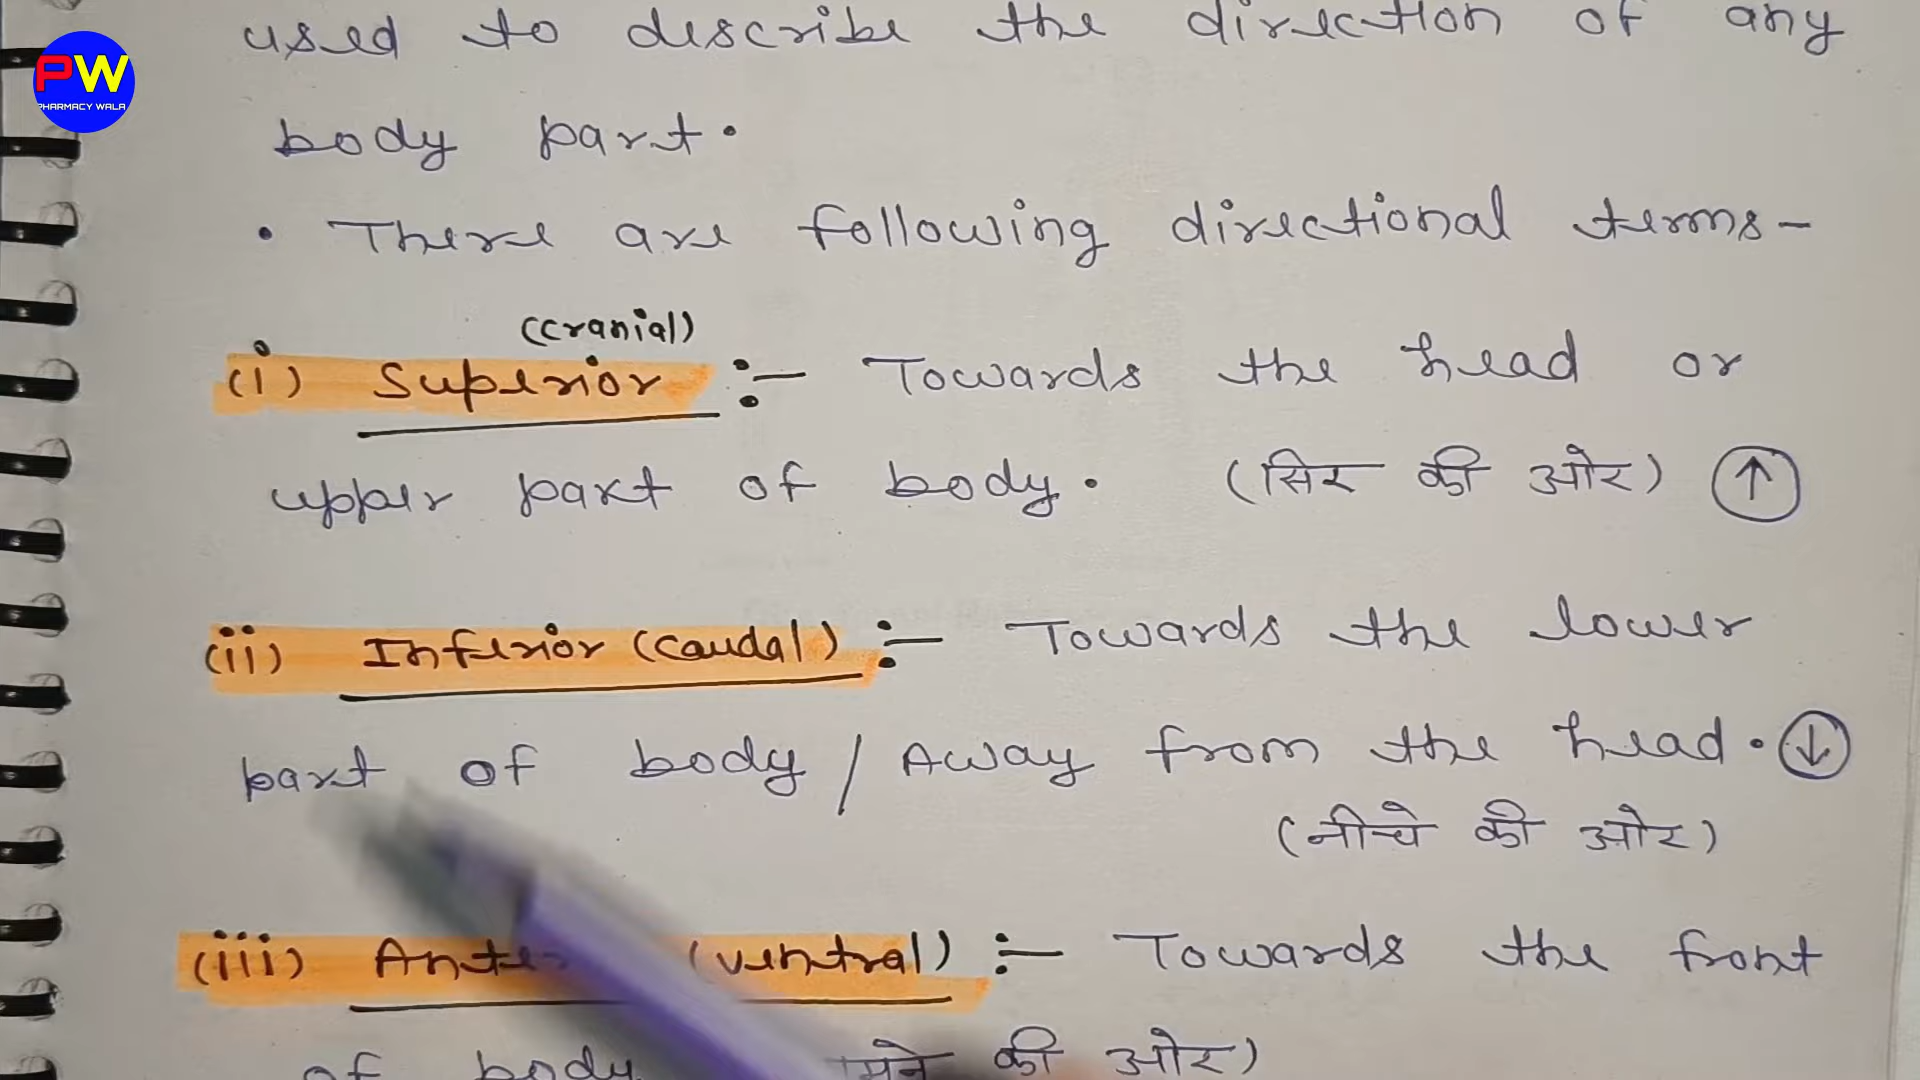 used to describe the direction of any
PW
PHARMACY WALA
body part.
• There are following directional terms-
(cranial)
(i) Superior :- Towards the head or
upper part of body. (सिर की ओर) ↑
(ii) Inferior (caudal) :- Towards the lower
part of body / Away from the head. ↓
(नीचे की ओर)
(iii) (ventral) :- Towards the front
of body की ओर)